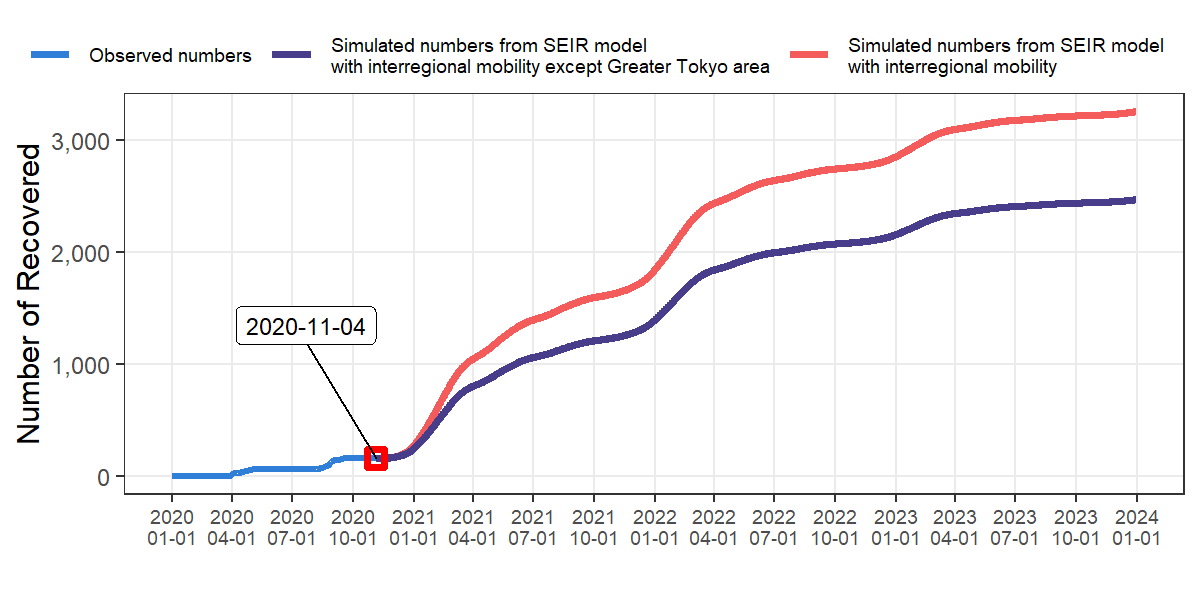 Observed numbers
Simulated numbers from SEIR model
with interregional mobility except Greater Tokyo area
Simulated numbers from SEIR model
with interregional mobility
Number of Recovered
3,000
2,000
1,000
0
2020-11-04
2020 2020 2020 2020 2021 2021 2021 2021 2022 2022 2022 2022 2023 2023 2023 2023 2024
01-01 04-01 07-01 10-01 01-01 04-01 07-01 10-01 01-01 04-01 07-01 10-01 01-01 04-01 07-01 10-01 01-01